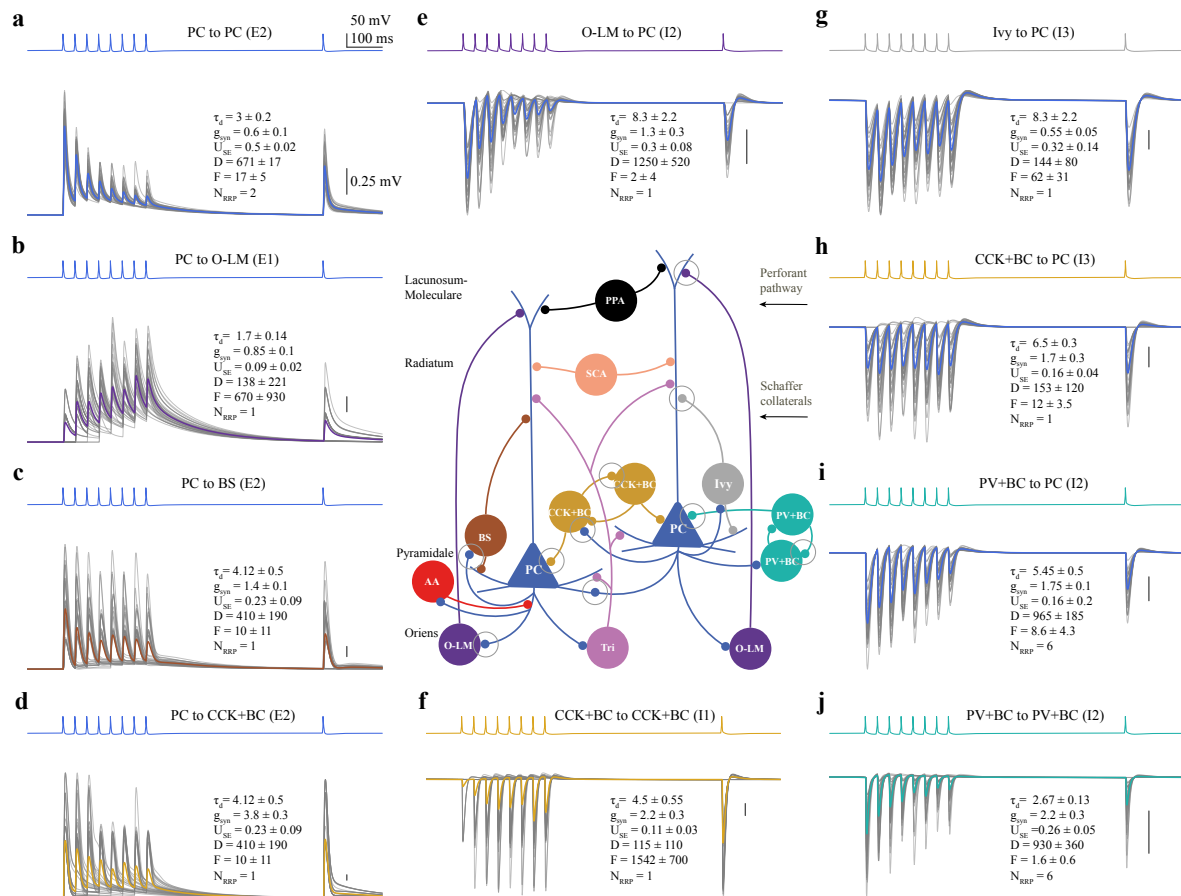 a
PC to PC (E2)
50 mV
100 ms
τd = 3 ± 0.2
gsyn = 0.6 ± 0.1
USE = 0.5 ± 0.02
D = 671 ± 17
F = 17 ± 5
NRRP = 2
0.25 mV
b
PC to O-LM (E1)
τd = 1.7 ± 0.14
gsyn = 0.85 ± 0.1
USE = 0.09 ± 0.02
D = 138 ± 221
F = 670 ± 930
NRRP = 1
c
PC to BS (E2)
τd = 4.12 ± 0.5
gsyn = 1.4 ± 0.1
USE = 0.23 ± 0.09
D = 410 ± 190
F = 10 ± 11
NRRP = 1
d
PC to CCK+BC (E2)
τd = 4.12 ± 0.5
gsyn = 3.8 ± 0.3
USE = 0.23 ± 0.09
D = 410 ± 190
F = 10 ± 11
NRRP = 1
e
O-LM to PC (I2)
τd = 8.3 ± 2.2
gsyn = 1.3 ± 0.3
USE = 0.3 ± 0.08
D = 1250 ± 520
F = 2 ± 4
NRRP = 1
Lacunosum-
Moleculare
PPA
Perforant
pathway
Radiatum
SCA
Schaffer
collaterals
CCK+BC
Ivy
CCK+BC
PV+BC
BS
PC
PV+BC
Pyramidale
PC
AA
Oriens
O-LM
Tri
O-LM
f
CCK+BC to CCK+BC (I1)
τd = 4.5 ± 0.55
gsyn = 2.2 ± 0.3
USE = 0.11 ± 0.03
D = 115 ± 110
F = 1542 ± 700
NRRP = 1
g
Ivy to PC (I3)
τd = 8.3 ± 2.2
gsyn = 0.55 ± 0.05
USE = 0.32 ± 0.14
D = 144 ± 80
F = 62 ± 31
NRRP = 1
h
CCK+BC to PC (I3)
τd = 6.5 ± 0.3
gsyn = 1.7 ± 0.3
USE = 0.16 ± 0.04
D = 153 ± 120
F = 12 ± 3.5
NRRP = 1
i
PV+BC to PC (I2)
τd = 5.45 ± 0.5
gsyn = 1.75 ± 0.1
USE = 0.16 ± 0.2
D = 965 ± 185
F = 8.6 ± 4.3
NRRP = 6
j
PV+BC to PV+BC (I2)
τd = 2.67 ± 0.13
gsyn = 2.2 ± 0.3
USE =0.26 ± 0.05
D = 930 ± 360
F = 1.6 ± 0.6
NRRP = 6